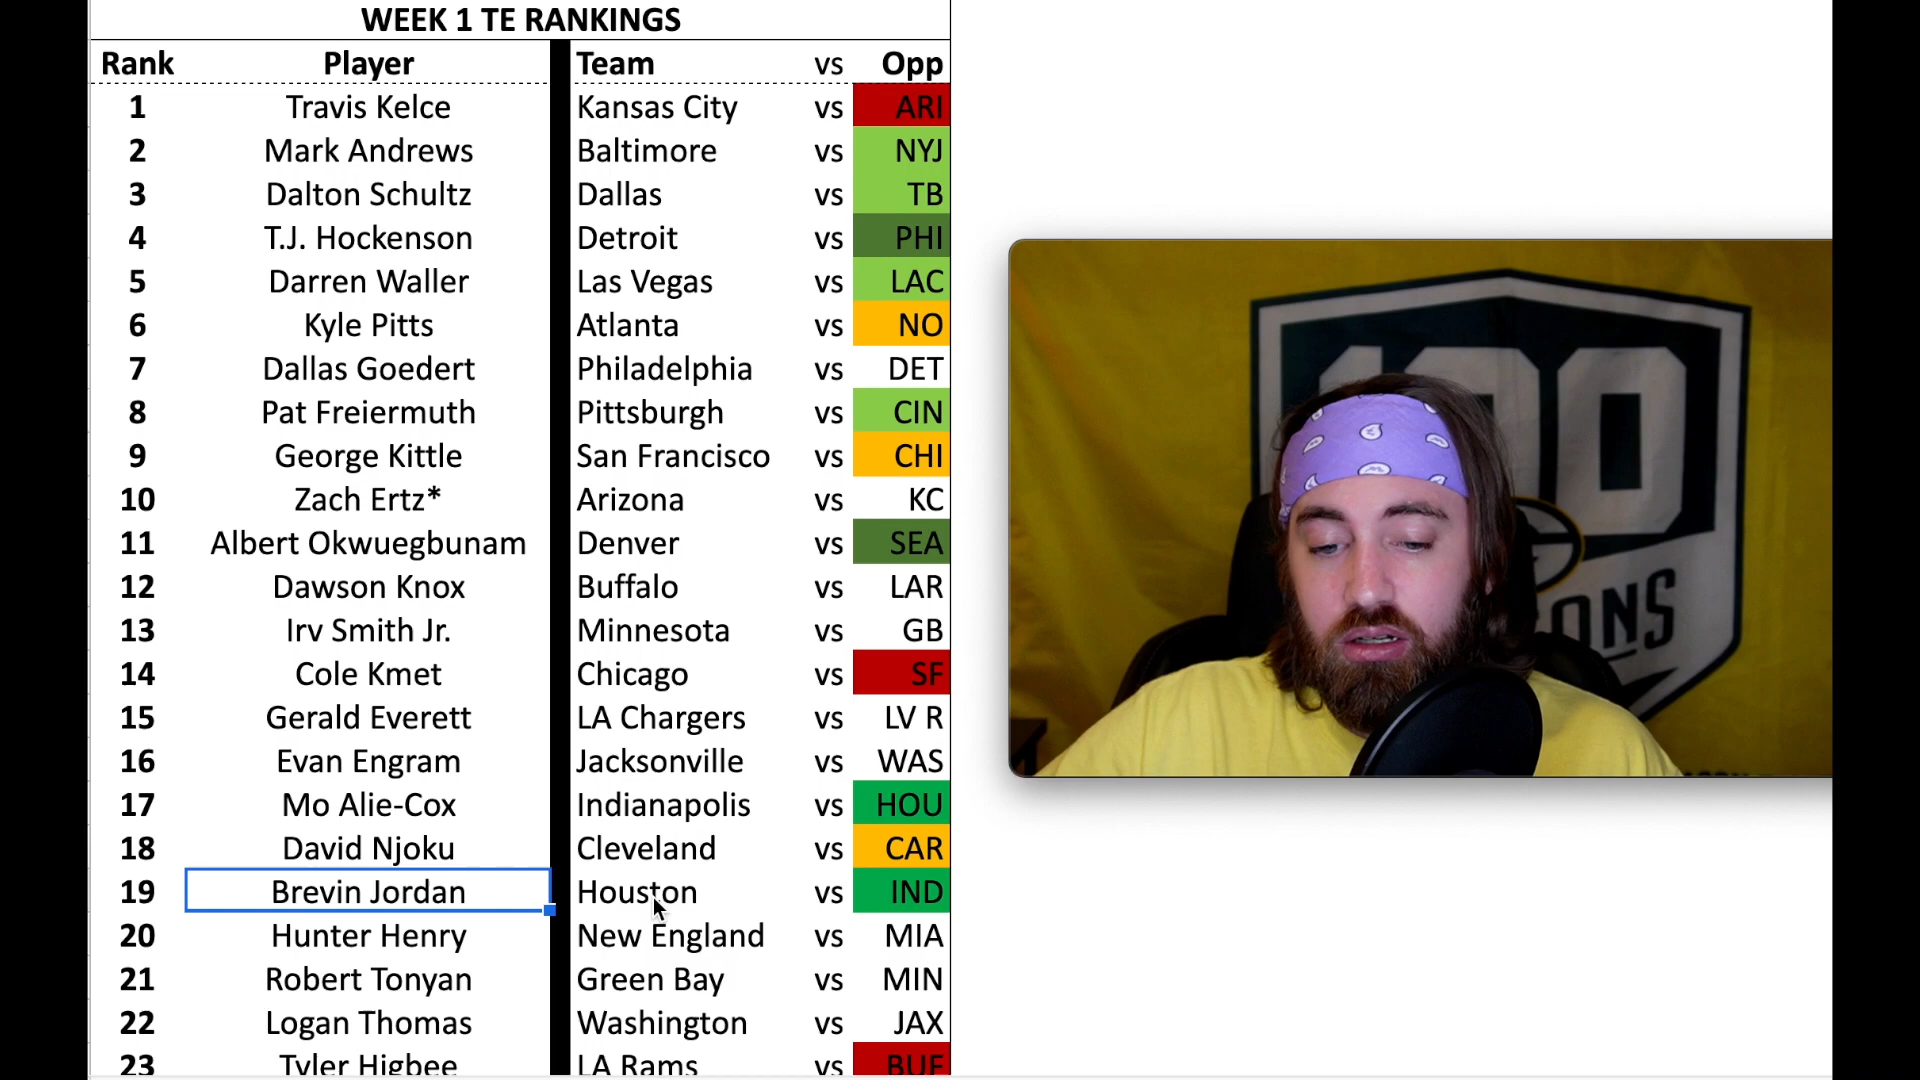 WEEK 1 TE RANKINGS
Rank Player Team vs Opp
1 Travis Kelce Kansas City vs ARI
2 Mark Andrews Baltimore vs NYJ
3 Dalton Schultz Dallas vs TB
4 T.J. Hockenson Detroit vs PHI
5 Darren Waller Las Vegas vs LAC
6 Kyle Pitts Atlanta vs NO
7 Dallas Goedert Philadelphia vs DET
8 Pat Freiermuth Pittsburgh vs CIN
9 George Kittle San Francisco vs CHI
10 Zach Ertz* Arizona vs KC
11 Albert Okwuegbunam Denver vs SEA
12 Dawson Knox Buffalo vs LAR
13 Irv Smith Jr. Minnesota vs GB
14 Cole Kmet Chicago vs SF
15 Gerald Everett LA Chargers vs LV R
16 Evan Engram Jacksonville vs WAS
17 Mo Alie-Cox Indianapolis vs HOU
18 David Njoku Cleveland vs CAR
19 Brevin Jordan Houston vs IND
20 Hunter Henry New England vs MIA
21 Robert Tonyan Green Bay vs MIN
22 Logan Thomas Washington vs JAX
23 Tyler Higbee LA Rams vs BUF
100
ONS